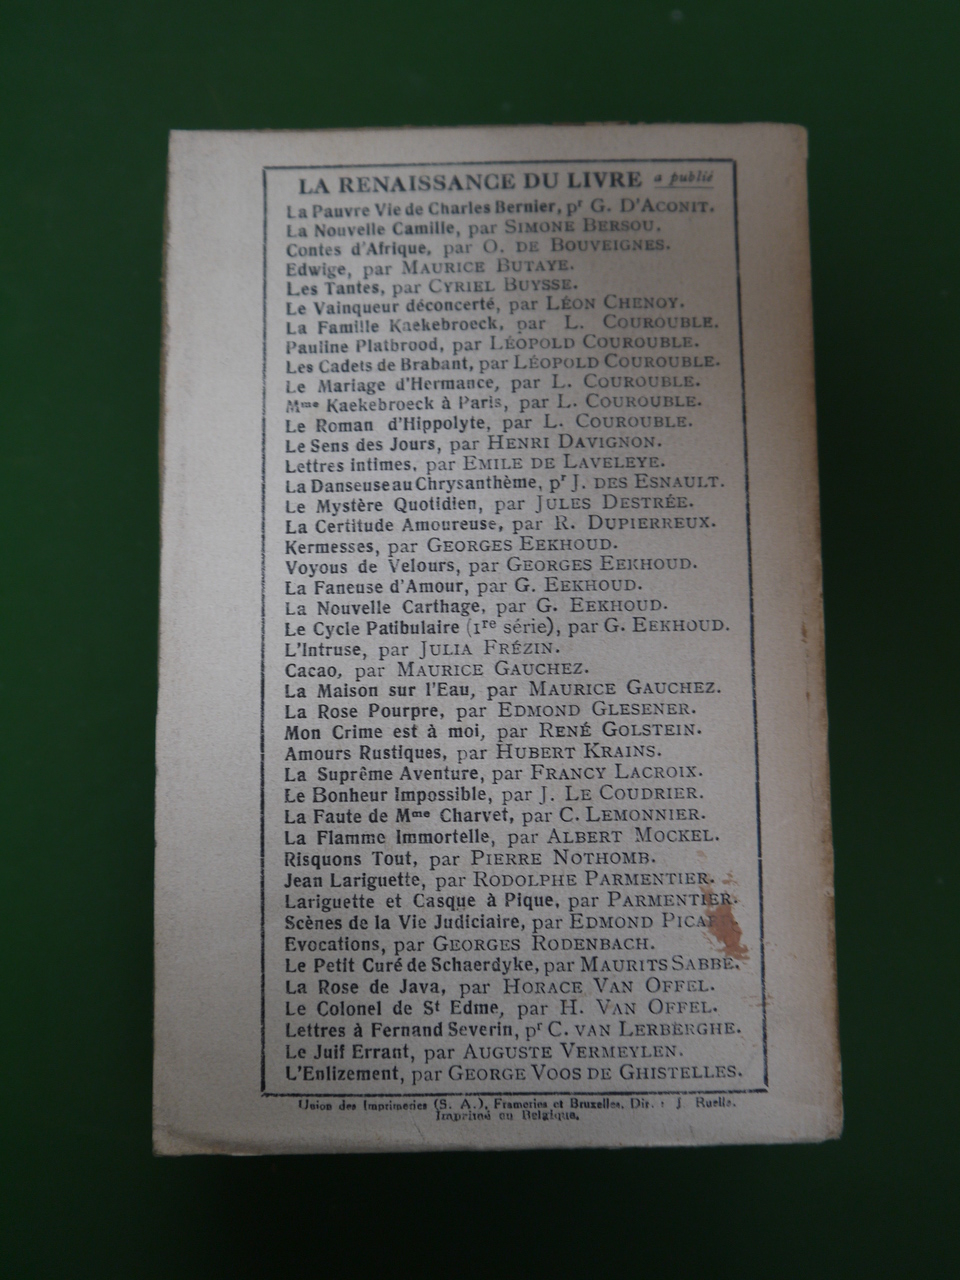 LA RENAISSANCE DU LIVRE a publié
La Pauvre Vie de Charles Bernier, pr G. D'ACONIT.
La Nouvelle Camille, par SIMONE BERSOU.
Contes d'Afrique, par O. DE BOUVEIGNES.
Edwige, par MAURICE BUTAYE.
Les Tantes, par CYRIEL BUYSSE.
Le Vainqueur déconcerté, par LÉON CHENOY.
La Famille Kaekebroeck, par L. COUROUBLE.
Pauline Platbrood, par LÉOPOLD COUROUBLE.
Les Cadets de Brabant, par LÉOPOLD COUROUBLE.
Le Mariage d'Hermance, par L. COUROUBLE.
Mme Kaekebroeck à Paris, par L. COUROUBLE.
Le Roman d'Hippolyte, par L. COUROUBLE.
Le Sens des Jours, par HENRI DAVIGNON.
Lettres intimes, par EMILE DE LAVELEYE.
La Danseuse au Chrysanthème, pr J. DES ESNAULT.
Le Mystère Quotidien, par JULES DESTRÉE.
La Certitude Amoureuse, par R. DUPIERREUX.
Kermesses, par GEORGES EEKHOUD.
Voyous de Velours, par GEORGES EEKHOUD.
La Faneuse d'Amour, par G. EEKHOUD.
La Nouvelle Carthage, par G. EEKHOUD.
Le Cycle Patibulaire (1re série), par G. EEKHOUD.
L'Intruse, par JULIA FRÉZIN.
Cacao, par MAURICE GAUCHEZ.
La Maison sur l'Eau, par MAURICE GAUCHEZ.
La Rose Pourpre, par EDMOND GLESENER.
Mon Crime est à moi, par RENÉ GOLSTEIN.
Amours Rustiques, par HUBERT KRAINS.
La Suprême Aventure, par FRANCY LACROIX.
Le Bonheur Impossible, par J. LE COUDRIER.
La Faute de Mme Charvet, par C. LEMONNIER.
La Flamme Immortelle, par ALBERT MOCKEL.
Risquons Tout, par PIERRE NOTHOMB.
Jean Lariguette, par RODOLPHE PARMENTIER.
Lariguette et Casque à Pique, par PARMENTIER.
Scènes de la Vie Judiciaire, par EDMOND PICARD.
Evocations, par GEORGES RODENBACH.
Le Petit Curé de Schaerdyke, par MAURITS SABBE.
La Rose de Java, par HORACE VAN OFFEL.
Le Colonel de St Edme, par H. VAN OFFEL.
Lettres à Fernand Severin, pr C. VAN LERBERGHE.
Le Juif Errant, par AUGUSTE VERMEYLEN.
L'Enlizement, par GEORGE VOOS DE GHISTELLES.
Union des Imprimeries (S. A.), Frameries et Bruxelles. Dir. : J. Ruelle.
Imprimé en Belgique.